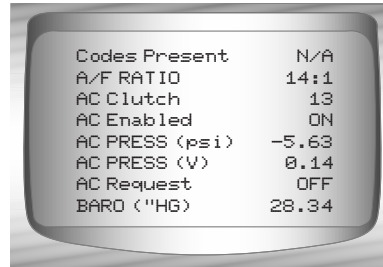 Codes Present N/A
A/F RATIO 14:1
AC Clutch 13
AC Enabled ON
AC PRESS (psi) -5.63
AC PRESS (V) 0.14
AC Request OFF
BARO ("HG) 28.34